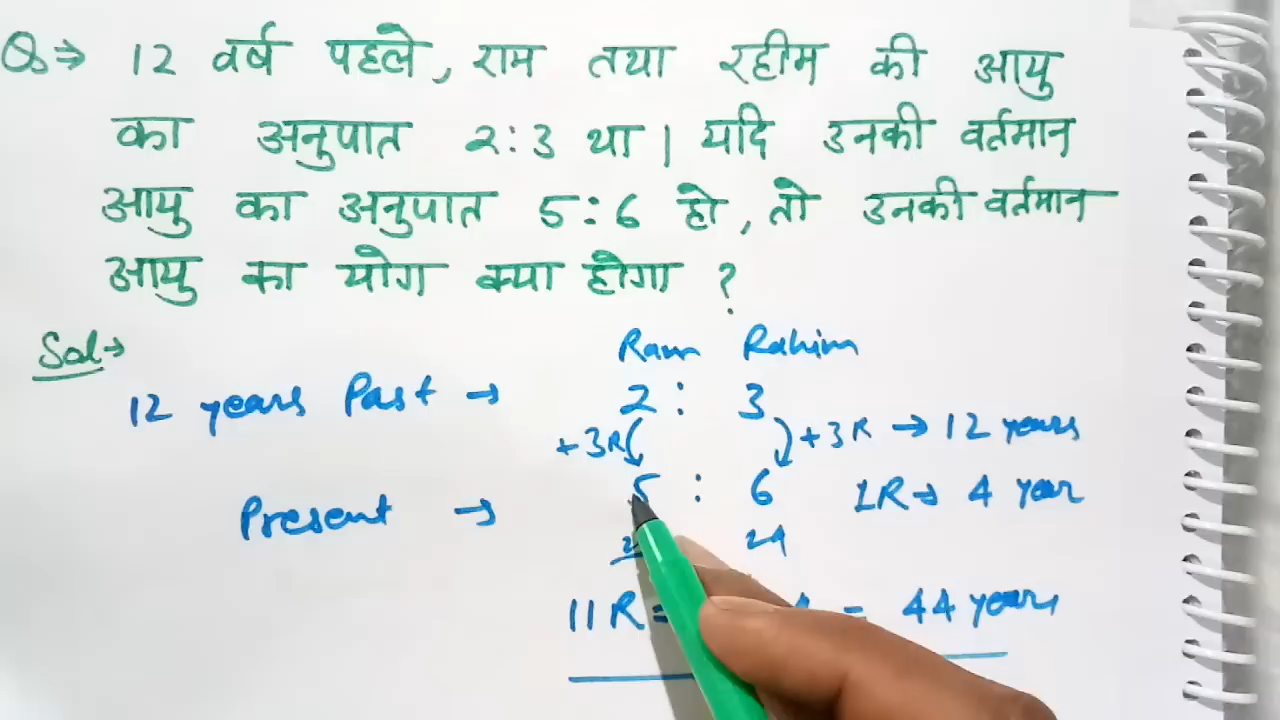 Q→ 12 वर्ष पहले, राम तथा रहीम की आयु
का अनुपात 2:3 था। यदि उनकी वर्तमान
आयु का अनुपात 5:6 हो, तो उनकी वर्तमान
आयु का योग क्या होगा ?
Sol→
Ram Rahim
12 years Past → 2 : 3
+3R +3R → 12 years
Present → 5 : 6 1R → 4 year
24
11R = = 44 years